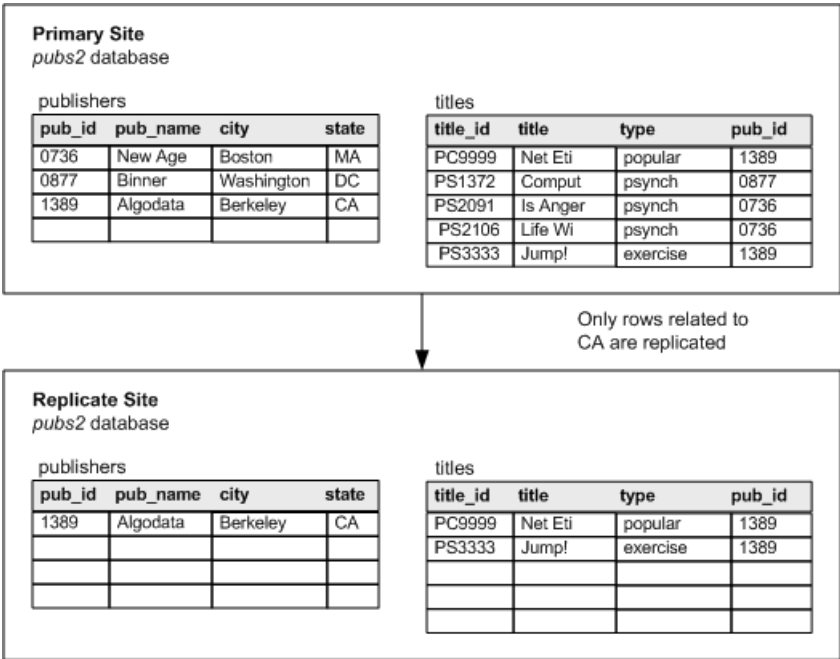 Primary Site
pubs2 database
publishers
pub_id pub_name city state
0736 New Age Boston MA
0877 Binner Washington DC
1389 Algodata Berkeley CA
titles
title_id title type pub_id
PC9999 Net Eti popular 1389
PS1372 Comput psynch 0877
PS2091 Is Anger psynch 0736
PS2106 Life Wi psynch 0736
PS3333 Jump! exercise 1389
Only rows related to
CA are replicated
Replicate Site
pubs2 database
publishers
pub_id pub_name city state
1389 Algodata Berkeley CA
titles
title_id title type pub_id
PC9999 Net Eti popular 1389
PS3333 Jump! exercise 1389